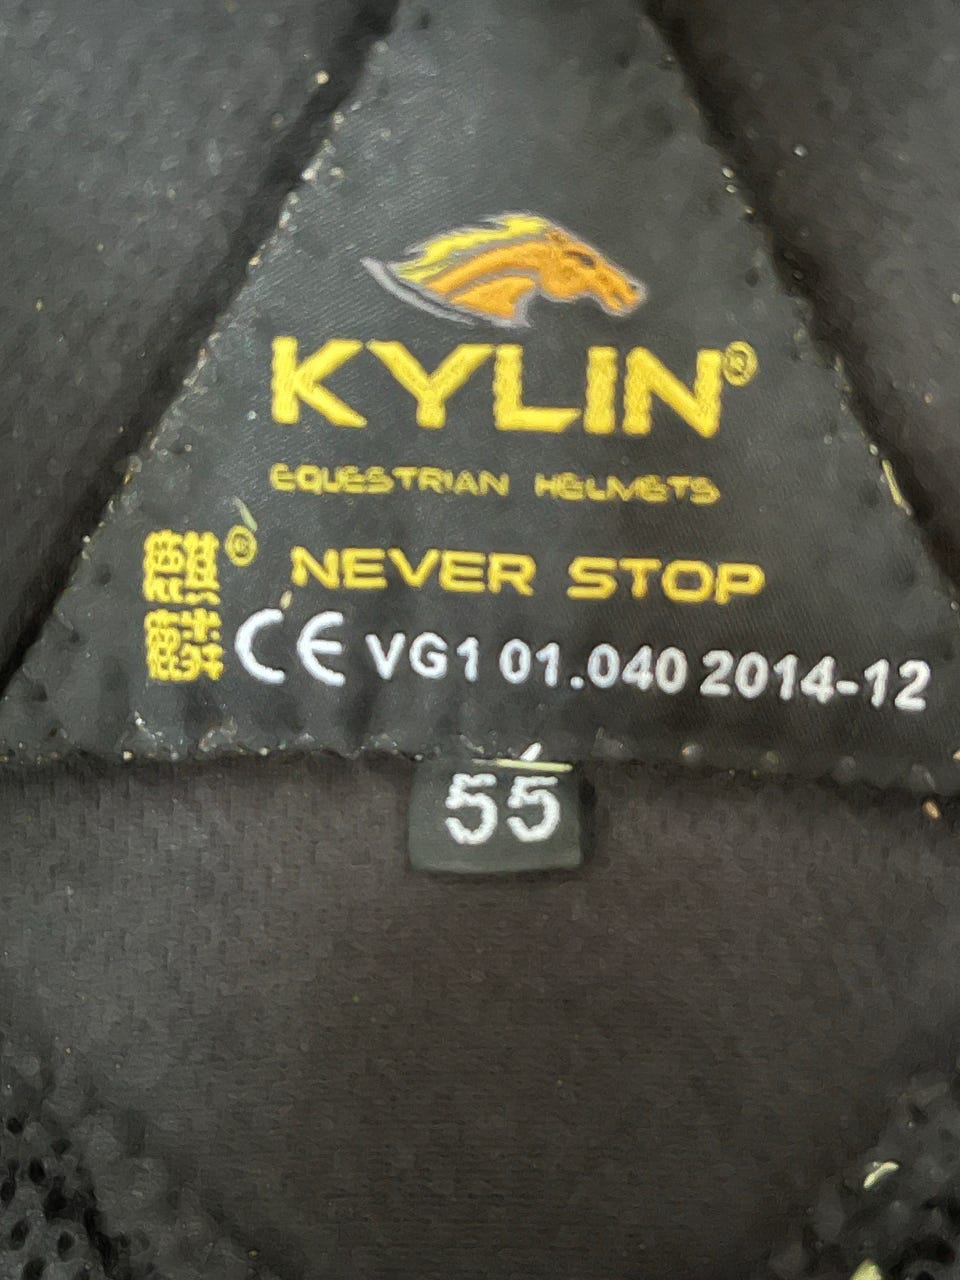 KYLIN®
EQUESTRIAN HELMETS
® NEVER STOP
CE VG1 01.040 2014-12
55